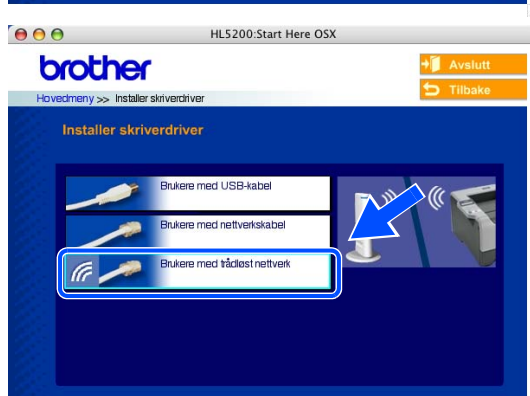 HL5200:Start Here OSX
brother
Avslutt
Tilbake
Hovedmeny >> Installer skriverdriver
Installer skriverdriver
Brukere med USB-kabel
Brukere med nettverkskabel
Brukere med trådløst nettverk